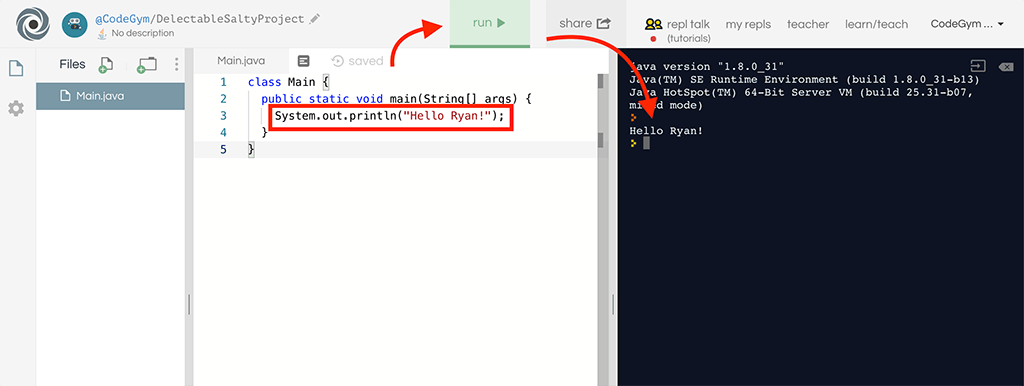 @CodeGym/DelectableSaltyProject
No description
run
share
repl talk
(tutorials)
my repls
teacher
learn/teach
CodeGym ...
Files
Main.java
Main.java
saved
1 class Main {
2 public static void main(String[] args) {
3 System.out.println("Hello Ryan!");
4 }
5 }
java version "1.8.0_31"
Java(TM) SE Runtime Environment (build 1.8.0_31-b13)
Java HotSpot(TM) 64-Bit Server VM (build 25.31-b07,
mixed mode)
Hello Ryan!